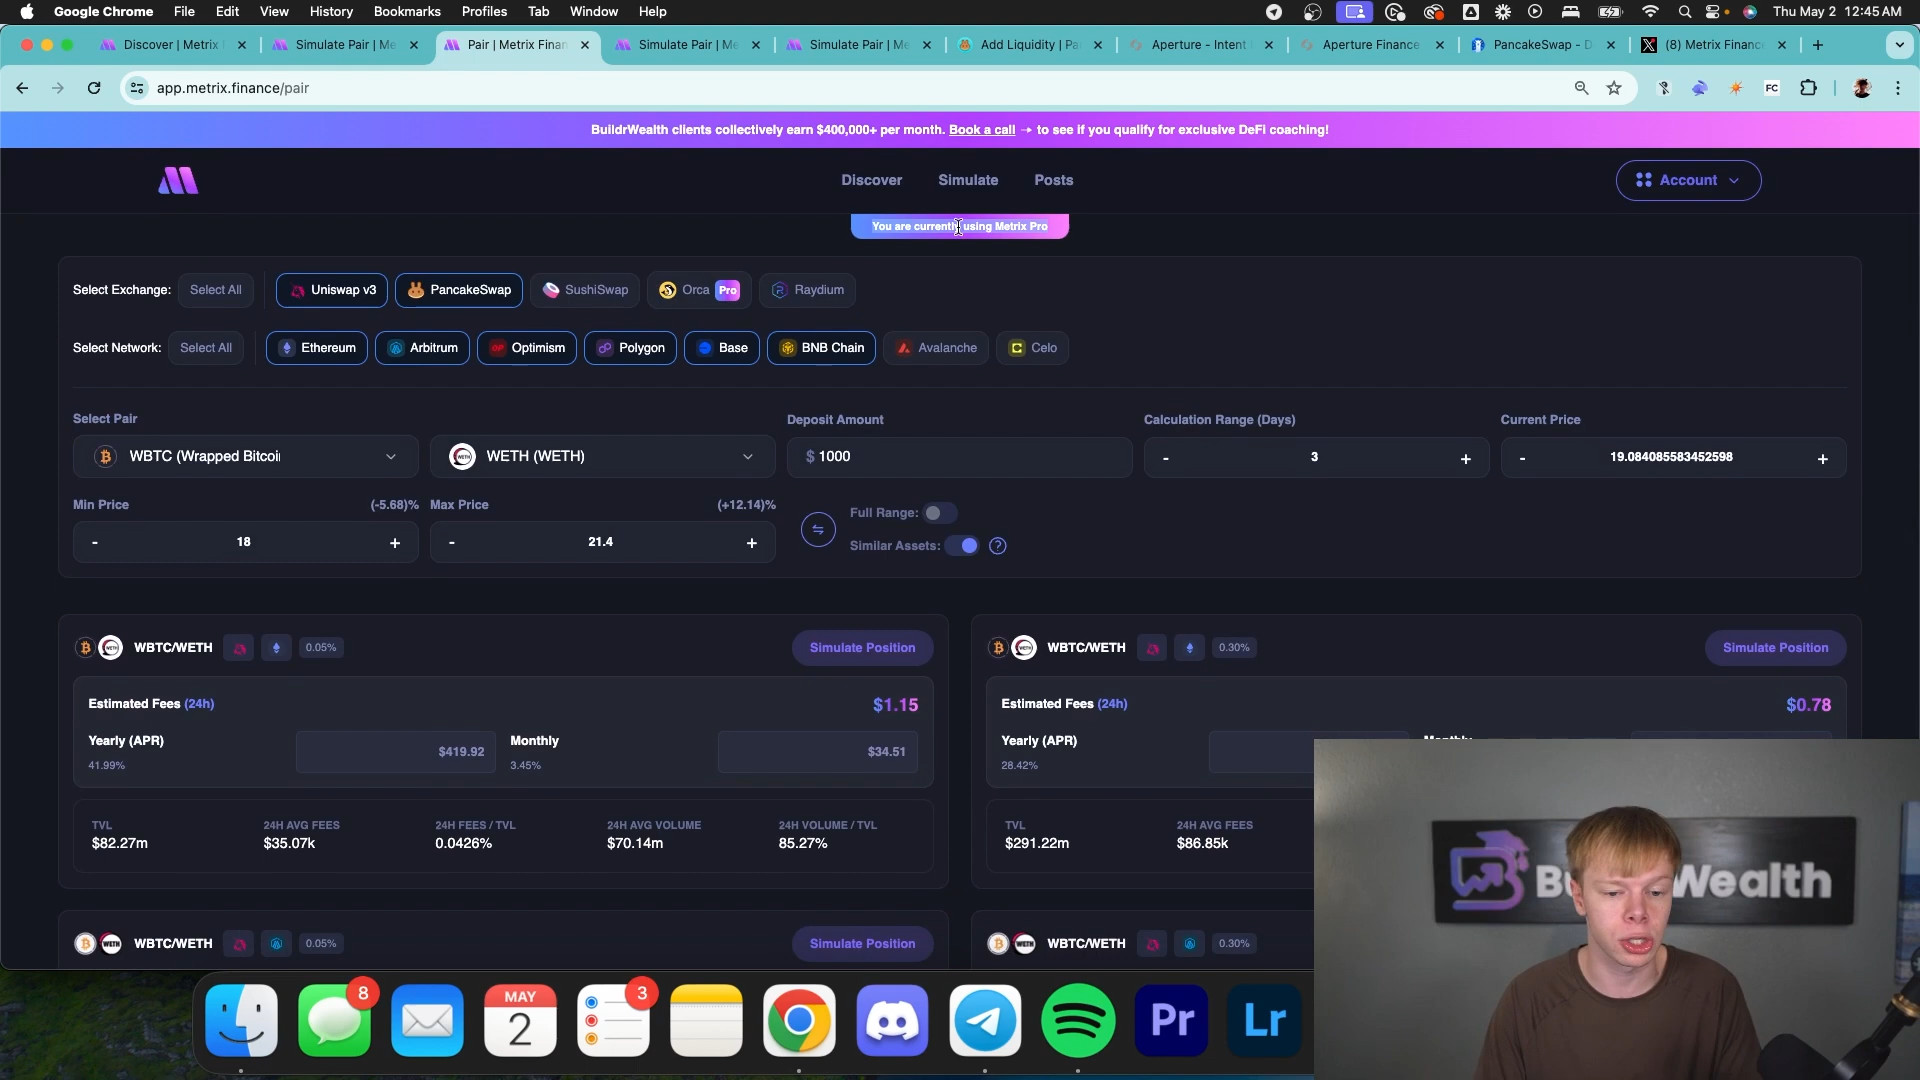 Google Chrome File Edit View History Bookmarks Profiles Tab Window Help Thu May 2 12:45 AM
Discover | Metrix Simulate Pair | Me Pair | Metrix Finan Simulate Pair | Me Simulate Pair | Me Add Liquidity | Pa Aperture - Intent Aperture Finance PancakeSwap - D (8) Metrix Financ
app.metrix.finance/pair FC
BuildrWealth clients collectively earn $400,000+ per month. Book a call → to see if you qualify for exclusive DeFi coaching!
Discover Simulate Posts Account
You are currently using Metrix Pro
Select Exchange: Select All Uniswap v3 PancakeSwap SushiSwap Orca Pro Raydium
Select Network: Select All Ethereum Arbitrum OP Optimism Polygon Base BNB Chain Avalanche Celo
Select Pair Deposit Amount Calculation Range (Days) Current Price
WBTC (Wrapped Bitcoi WETH WETH (WETH) $ 1000 - 3 + - 19.084085583452598 +
Min Price (-5.68)% Max Price (+12.14)%
- 18 + - 21.4 +
Full Range:
Similar Assets: ?
WBTC/WETH 0.05% Simulate Position WBTC/WETH 0.30% Simulate Position
Estimated Fees (24h) $1.15 Estimated Fees (24h) $0.78
Yearly (APR) $419.92 Monthly $34.51 Yearly (APR) Monthly
41.99% 3.45% 28.42%
TVL 24H AVG FEES 24H FEES / TVL 24H AVG VOLUME 24H VOLUME / TVL TVL 24H AVG FEES
$82.27m $35.07k 0.0426% $70.14m 85.27% $291.22m $86.85k
WBTC/WETH 0.05% Simulate Position WBTC/WETH 0.30%
Wealth
8 MAY 2 3 Pr Lr